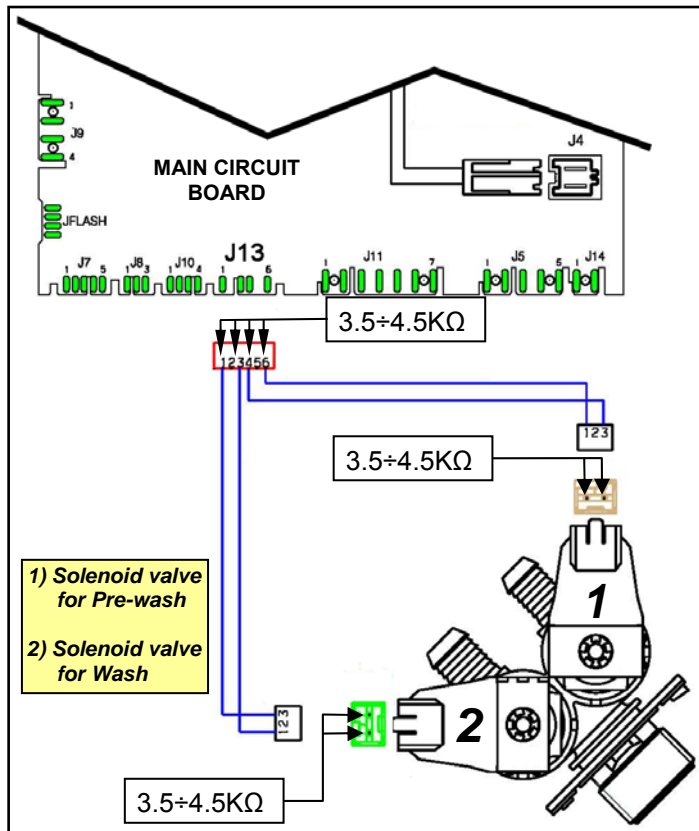 1
J9
4
MAIN CIRCUIT
BOARD
J4
JFLASH
J7
1 5
J8
1 3
J10
1 4
J13
1 6
J11
1 7
J5
1 5
J14
1
3.5÷4.5KΩ
123456
123
3.5÷4.5KΩ
1) Solenoid valve
for Pre-wash
2) Solenoid valve
for Wash
1
123
2
3.5÷4.5KΩ